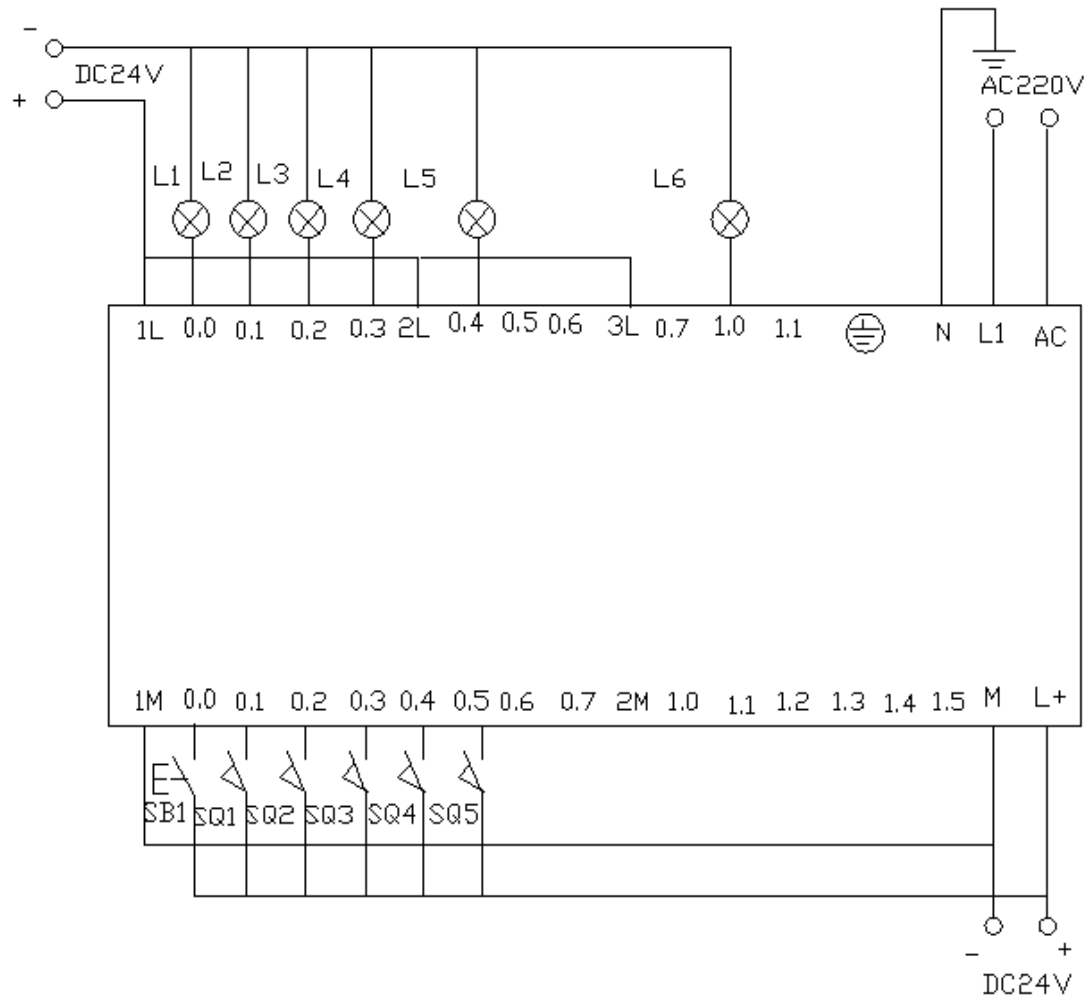 -
DC24V
+
AC220V
L1 L2 L3 L4 L5 L6
1L 0.0 0.1 0.2 0.3 2L 0.4 0.5 0.6 3L 0.7 1.0 1.1 N L1 AC
1M 0.0 0.1 0.2 0.3 0.4 0.5 0.6 0.7 2M 1.0 1.1 1.2 1.3 1.4 1.5 M L+
SB1 SQ1 SQ2 SQ3 SQ4 SQ5
- +
DC24V